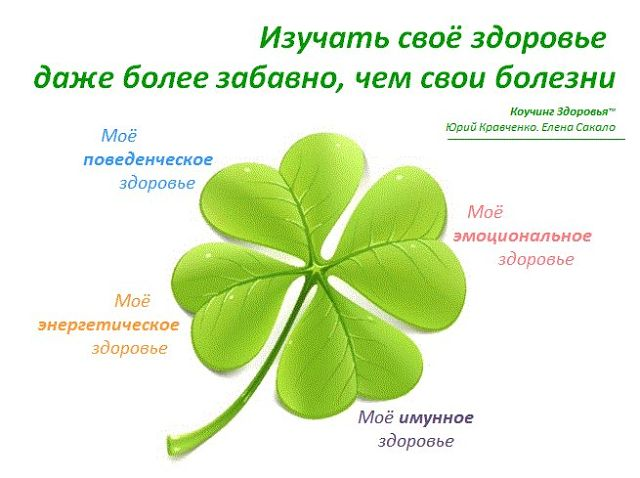 Изучать своё здоровье
даже более забавно, чем свои болезни
Коучинг Здоровья™
Юрий Кравченко. Елена Сакало
Моё
поведенческое
здоровье
Моё
эмоциональное
здоровье
Моё
энергетическое
здоровье
Моё имунное
здоровье